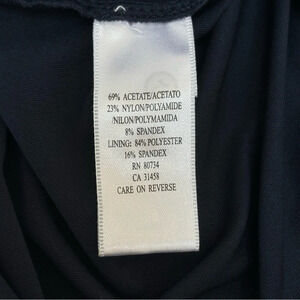 69% ACETATE/ACETATO
23% NYLON/POLYAMIDE
/NILON/POLYMAMIDA
8% SPANDEX
LINING: 84% POLYESTER
16% SPANDEX
RN 80734
CA 31458
CARE ON REVERSE